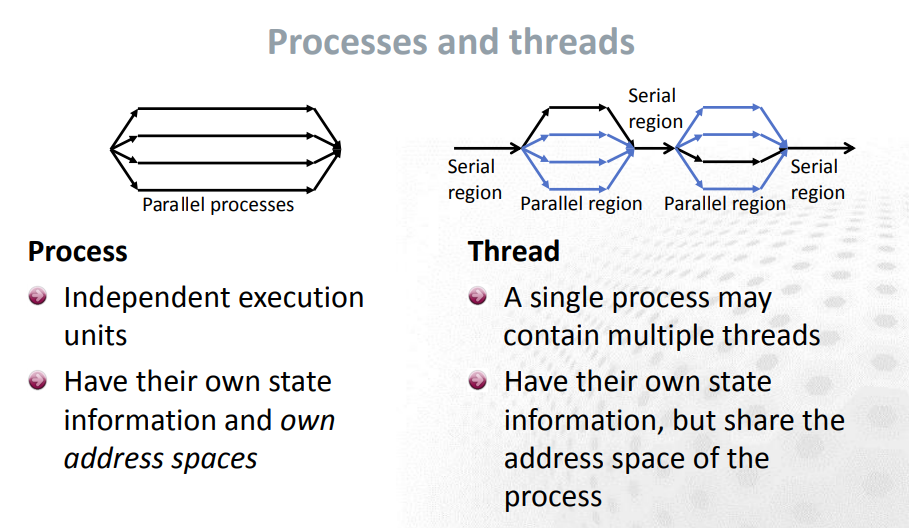 Processes and threads
Parallel processes
Serial
region
Parallel region
Serial
region
Parallel region
Serial
region
Process
Independent execution
units
Have their own state
information and own
address spaces
Thread
A single process may
contain multiple threads
Have their own state
information, but share the
address space of the
process